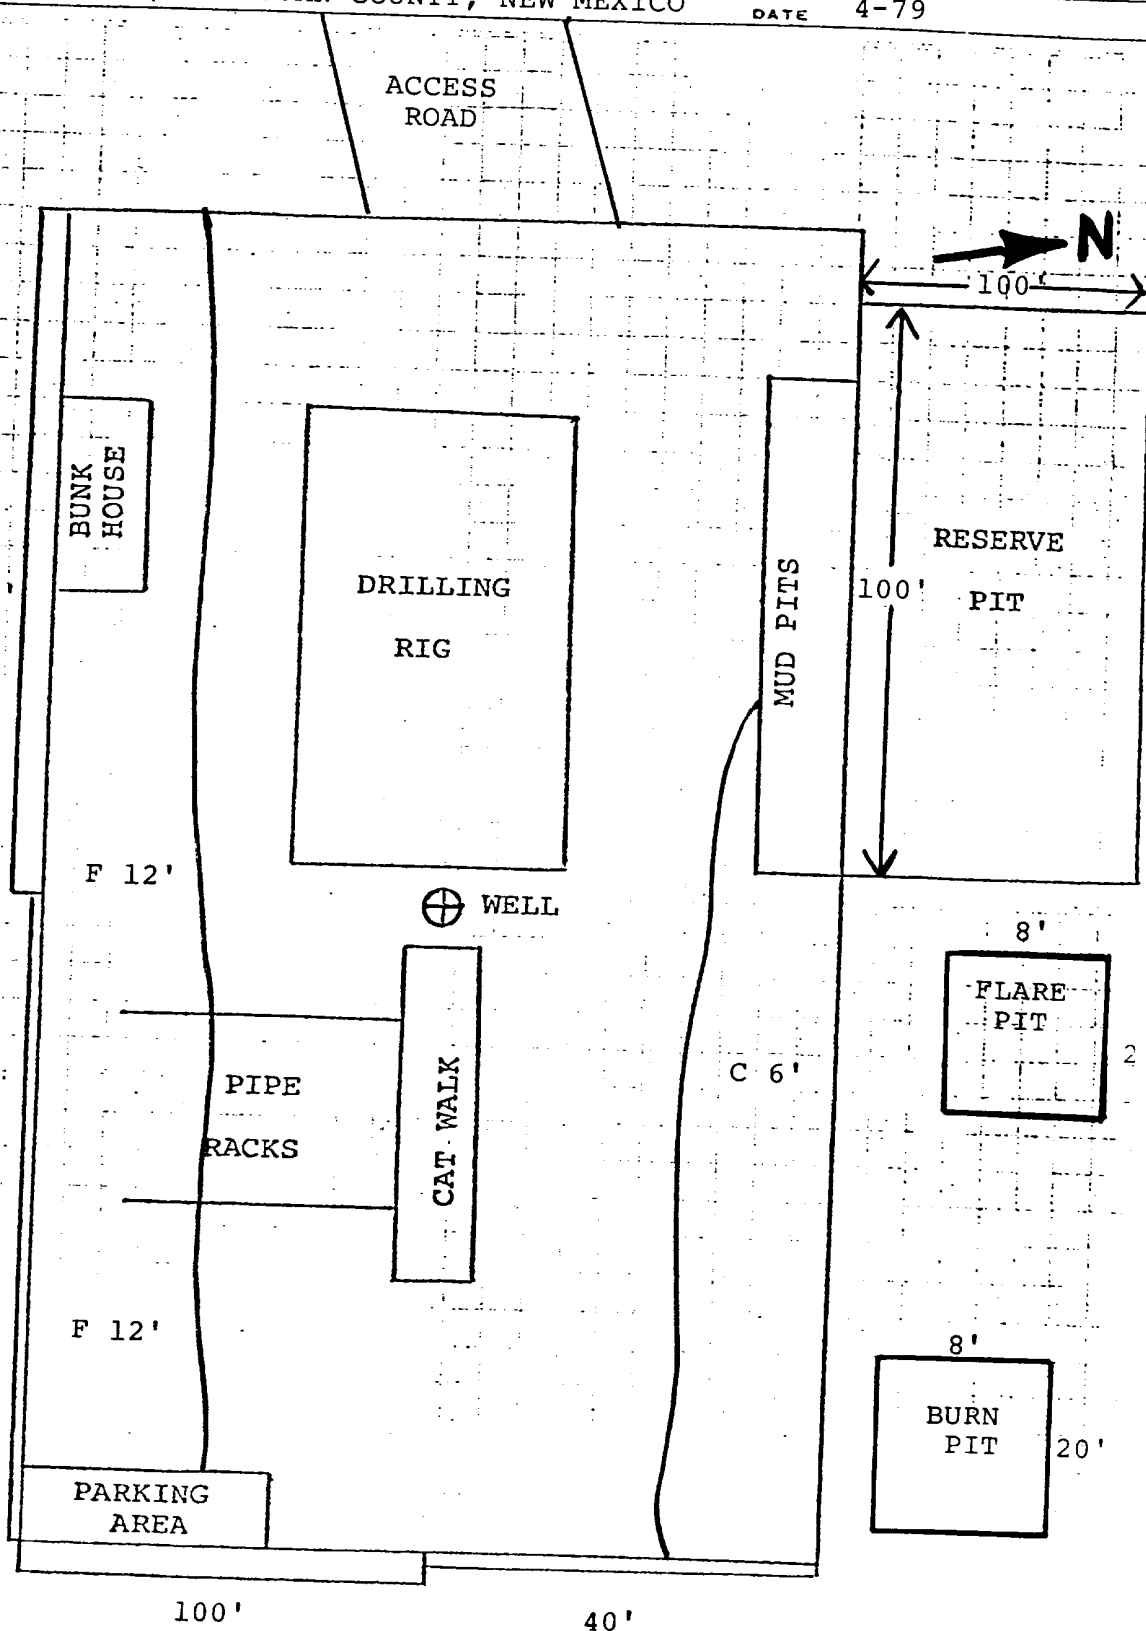 COUNTY, NEW MEXICO DATE 4-79
ACCESS
ROAD
N
100'
BUNK
HOUSE
DRILLING
RIG
MUD PITS
100'
RESERVE
PIT
F 12'
WELL
8'
FLARE
PIT
2
PIPE
RACKS
CAT WALK
C 6'
F 12'
8'
BURN
PIT
20'
PARKING
AREA
100'
40'